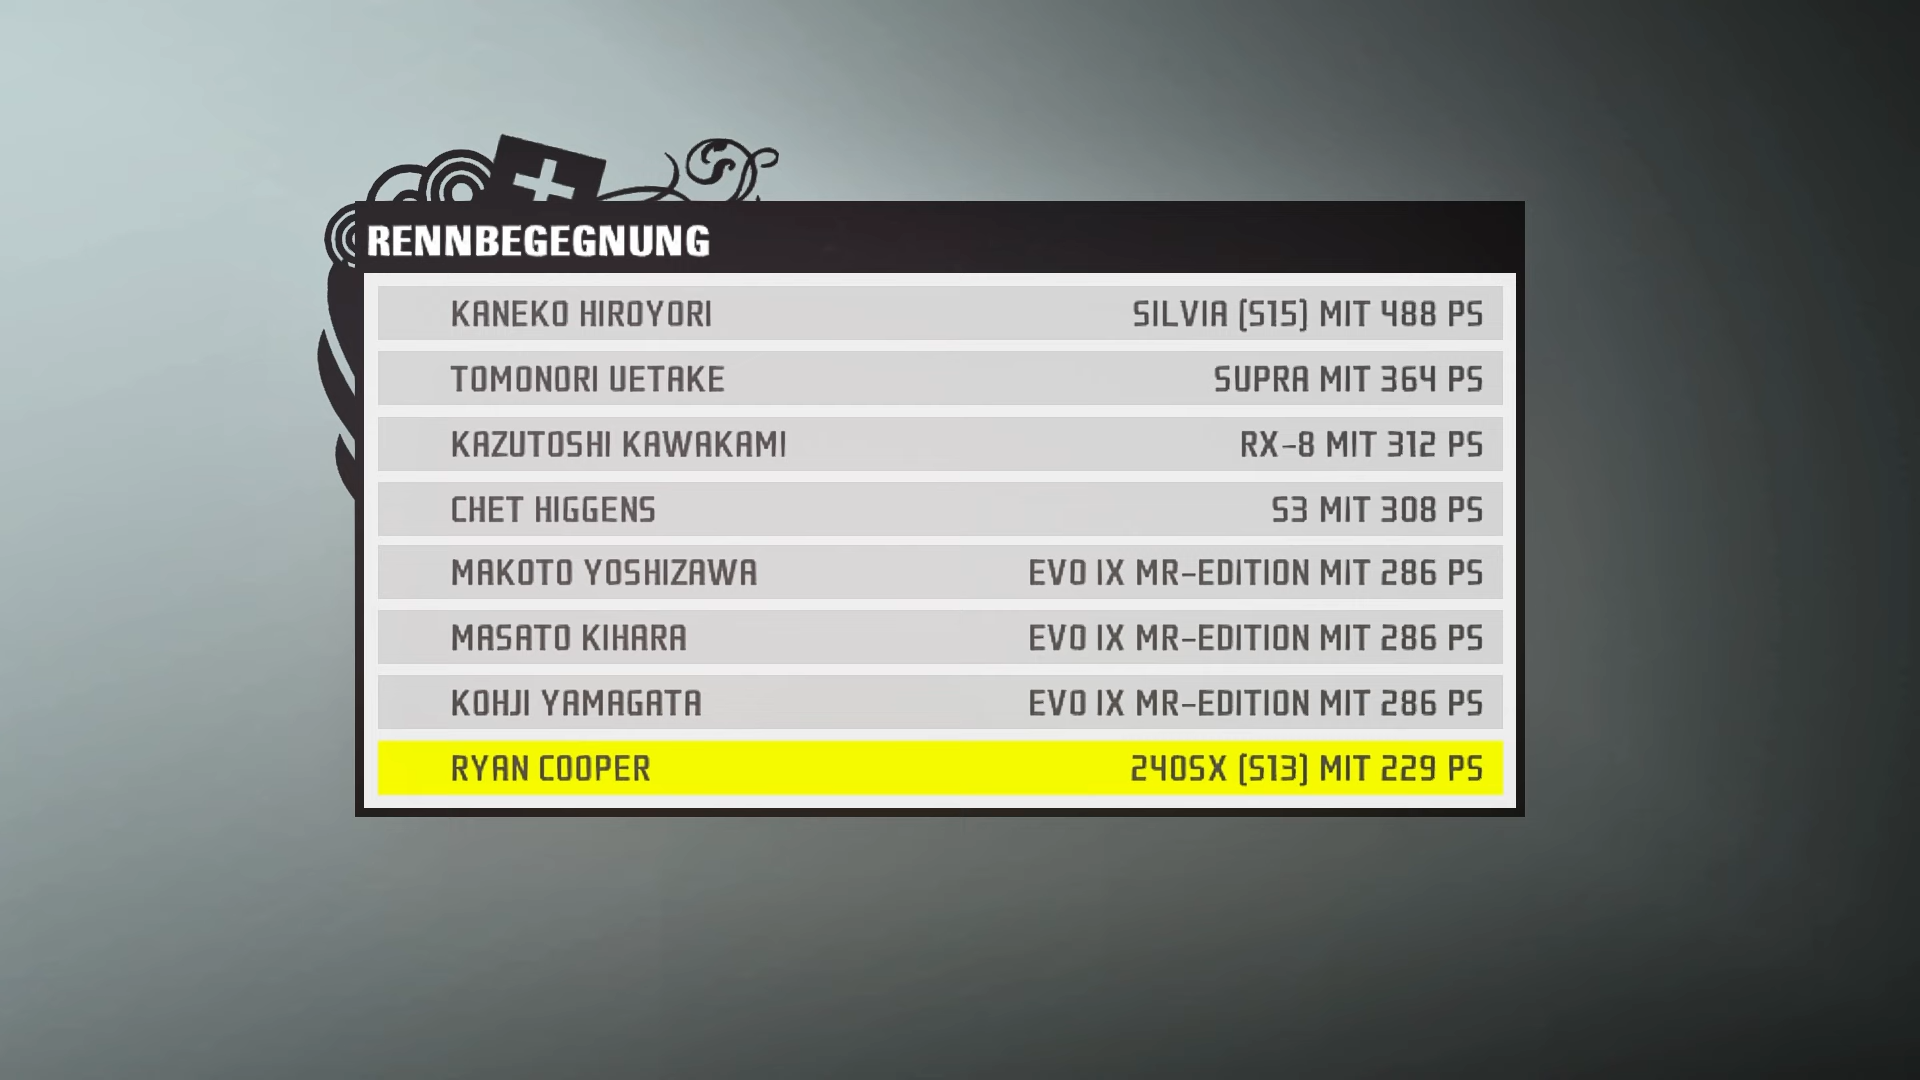 RENNBEGEGNUNG
KANEKO HIROYORI SILVIA (S15) MIT 488 PS
TOMONORI UETAKE SUPRA MIT 364 PS
KAZUTOSHI KAWAKAMI RX-8 MIT 312 PS
CHET HIGGENS S3 MIT 308 PS
MAKOTO YOSHIZAWA EVO IX MR-EDITION MIT 286 PS
MASATO KIHARA EVO IX MR-EDITION MIT 286 PS
KOHJI YAMAGATA EVO IX MR-EDITION MIT 286 PS
RYAN COOPER 240SX (S13) MIT 229 PS